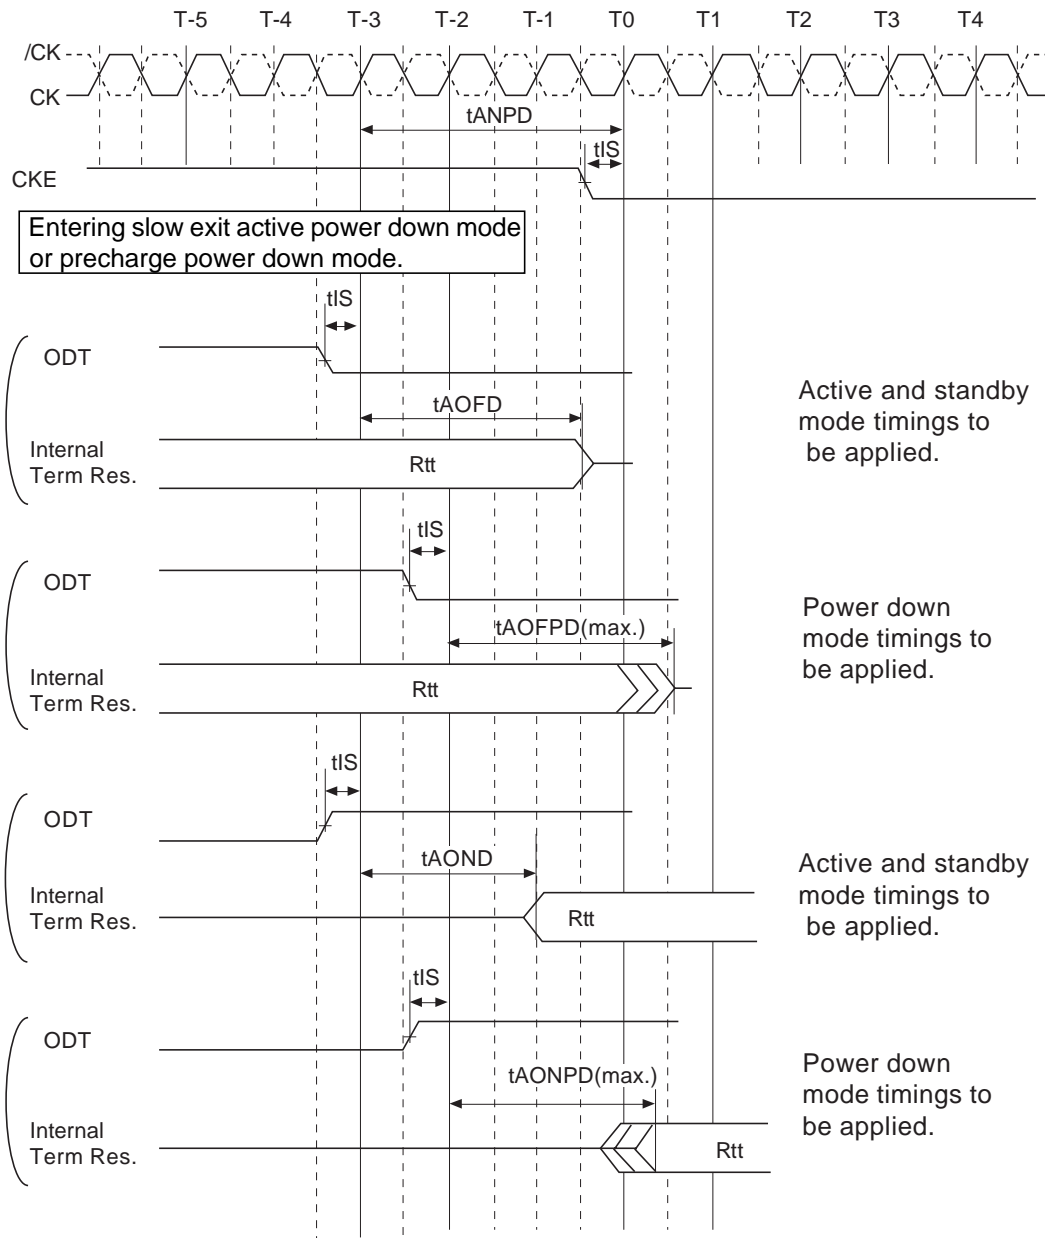 T-5 T-4 T-3 T-2 T-1 T0 T1 T2 T3 T4
/CK
CK
tANPD
tIS
CKE
Entering slow exit active power down mode
or precharge power down mode.
tIS
ODT
tAOFD
Internal
Term Res.
Rtt
Active and standby
mode timings to
be applied.
tIS
ODT
tAOFPD(max.)
Internal
Term Res.
Rtt
Power down
mode timings to
be applied.
tIS
ODT
tAOND
Internal
Term Res.
Rtt
Active and standby
mode timings to
be applied.
tIS
ODT
tAONPD(max.)
Internal
Term Res.
Rtt
Power down
mode timings to
be applied.